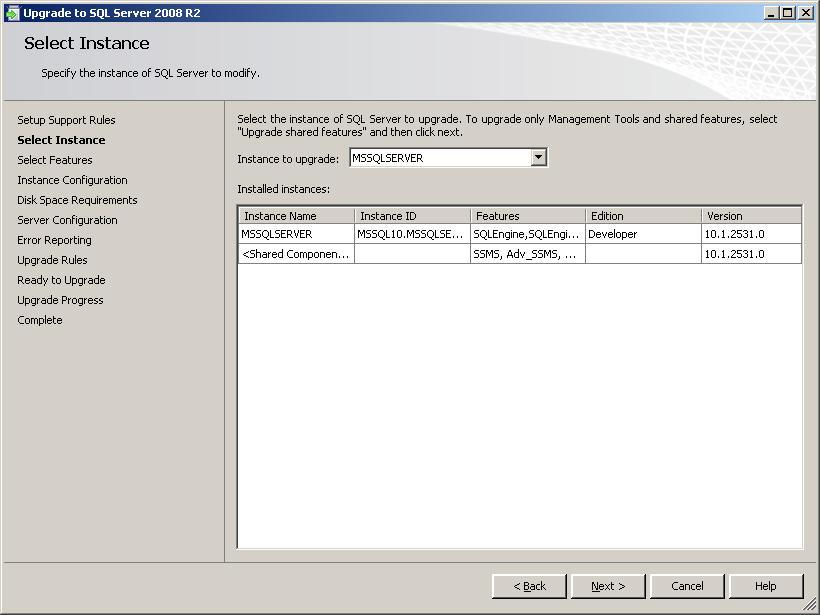 Upgrade to SQL Server 2008 R2
Select Instance
Specify the instance of SQL Server to modify.
Setup Support Rules
Select Instance
Select Features
Instance Configuration
Disk Space Requirements
Server Configuration
Error Reporting
Upgrade Rules
Ready to Upgrade
Upgrade Progress
Complete
Select the instance of SQL Server to upgrade. To upgrade only Management Tools and shared features, select
"Upgrade shared features" and then click next.
Instance to upgrade: MSSQLSERVER
Installed instances:
Instance Name Instance ID Features Edition Version
MSSQLSERVER MSSQL10.MSSQLSE... SQLEngine,SQLEngi... Developer 10.1.2531.0
<Shared Componen... SSMS, Adv_SSMS, ... 10.1.2531.0
< Back Next > Cancel Help